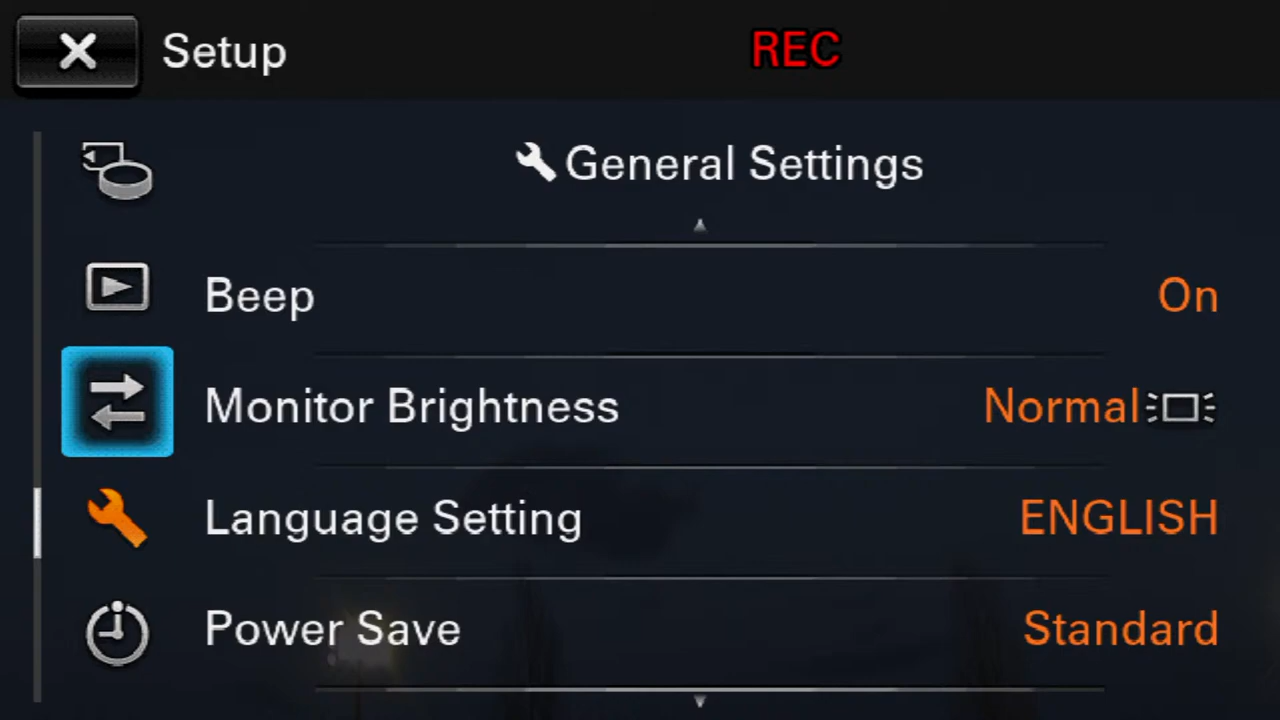 Setup
REC
General Settings
Beep On
Monitor Brightness Normal
Language Setting ENGLISH
Power Save Standard